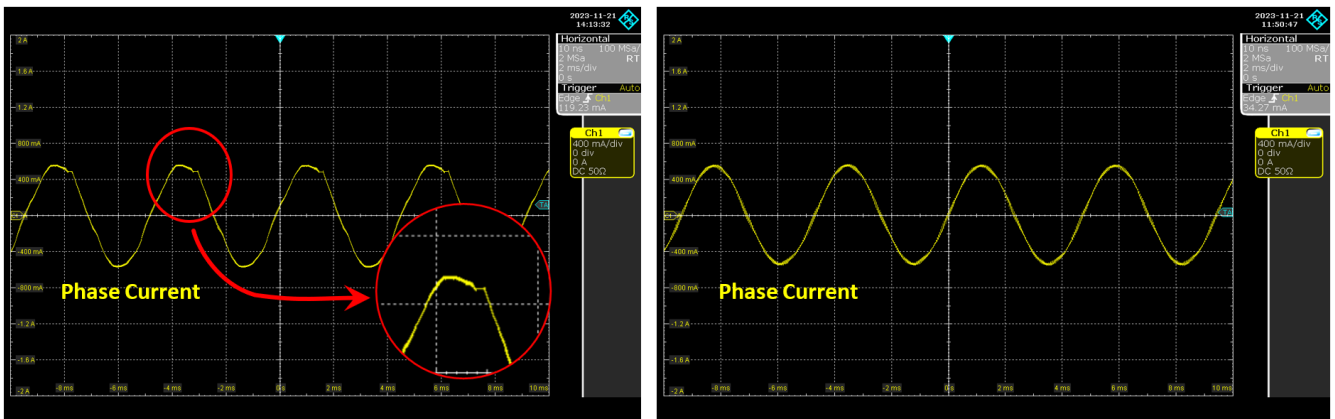 2023-11-21
14:13:32
Horizontal
10 ns 100 MSa/
2 MSa RT
2 ms/div
0 s
Trigger Auto
Edge Ch1
119.23 mA
Ch1
400 mA/div
0 div
0 A
DC 50Ω
2 A
1.6 A
1.2 A
800 mA
400 mA
-400 mA
-800 mA
-1.2 A
-1.6 A
-2 A
-8 ms -6 ms -4 ms -2 ms 0 s 2 ms 4 ms 6 ms 8 ms 10 ms
TA
Phase Current
2023-11-21
11:50:47
Horizontal
10 ns 100 MSa/
2 MSa RT
2 ms/div
0 s
Trigger Auto
Edge Ch1
34.27 mA
Ch1
400 mA/div
0 div
0 A
DC 50Ω
2 A
1.6 A
1.2 A
800 mA
400 mA
-400 mA
-800 mA
-1.2 A
-1.6 A
-2 A
-8 ms -6 ms -4 ms -2 ms 0 s 2 ms 4 ms 6 ms 8 ms 10 ms
TA
Phase Current